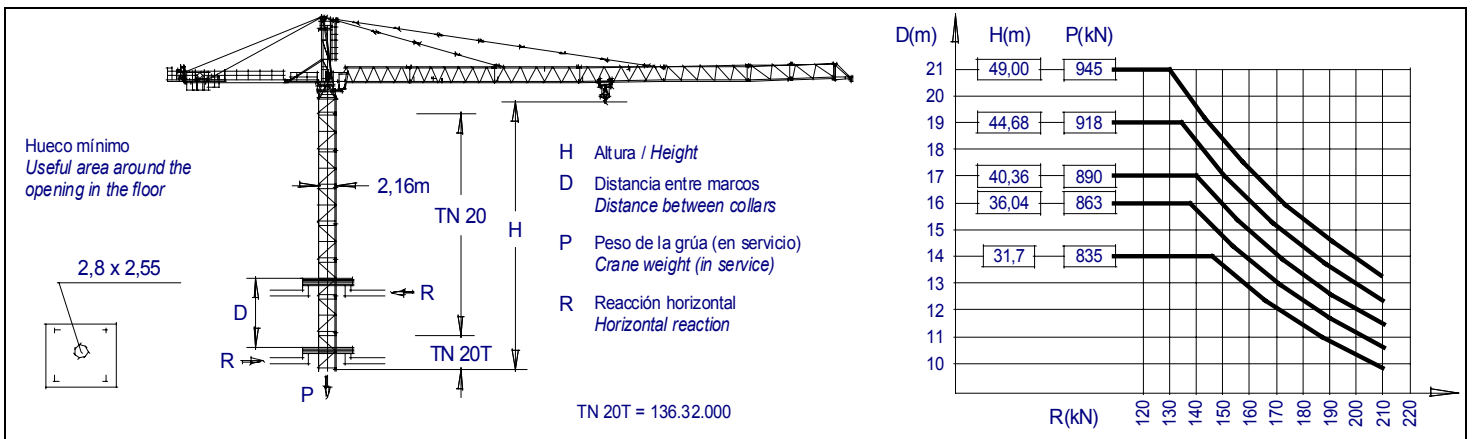 Hueco mínimo
Useful area around the
opening in the floor
2,8 x 2,55
2,16m
TN 20
H
D
R
R
TN 20T
P
H Altura / Height
D Distancia entre marcos
Distance between collars
P Peso de la grúa (en servicio)
Crane weight (in service)
R Reacción horizontal
Horizontal reaction
TN 20T = 136.32.000
D(m) H(m) P(kN)
21 49,00 945
20
19 44,68 918
18
17 40,36 890
16 36,04 863
15
14 31,7 835
13
12
11
10
R(kN) 120 130 140 150 160 170 180 190 200 210 220